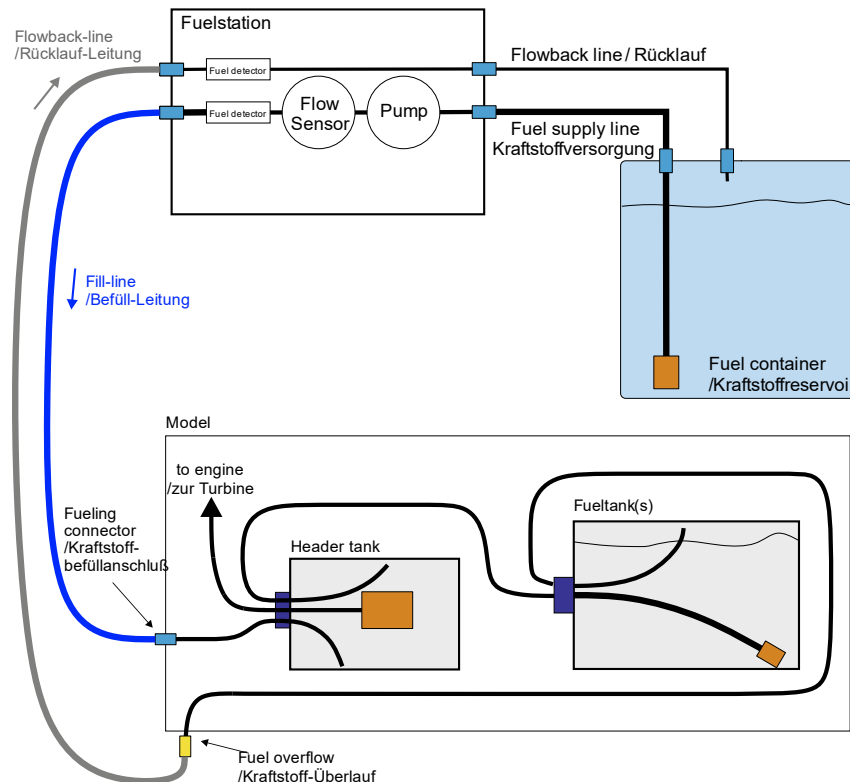 Fuelstation
Flowback-line
/Rücklauf-Leitung
Fuel detector
Flowback line / Rücklauf
Fuel detector
Flow
Sensor
Pump
Fuel supply line
Kraftstoffversorgung
Fill-line
/Befüll-Leitung
Fuel container
/Kraftstoffreservoi
Model
to engine
/zur Turbine
Fueling
connector
/Kraftstoff-
befüllanschluß
Header tank
Fueltank(s)
Fuel overflow
/Kraftstoff-Überlauf